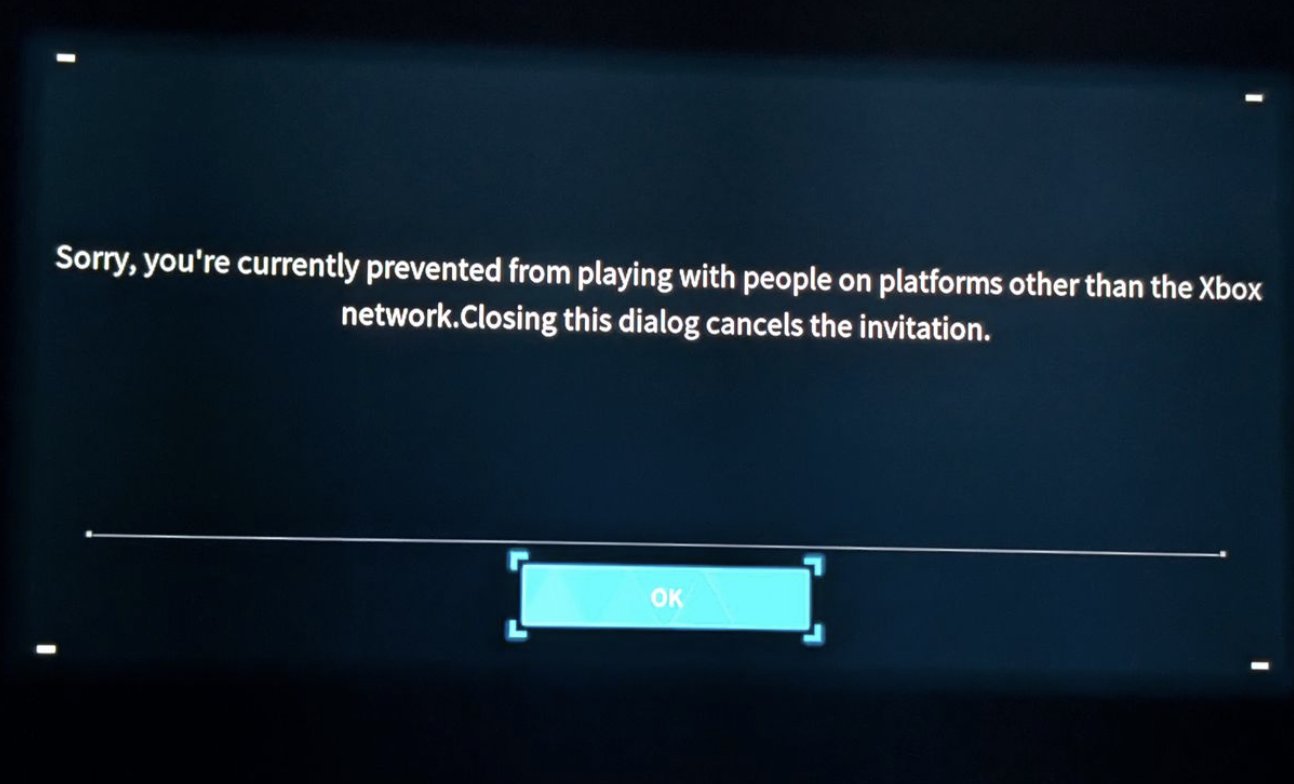 Sorry, you're currently prevented from playing with people on platforms other than the Xbox
network.Closing this dialog cancels the invitation.
OK